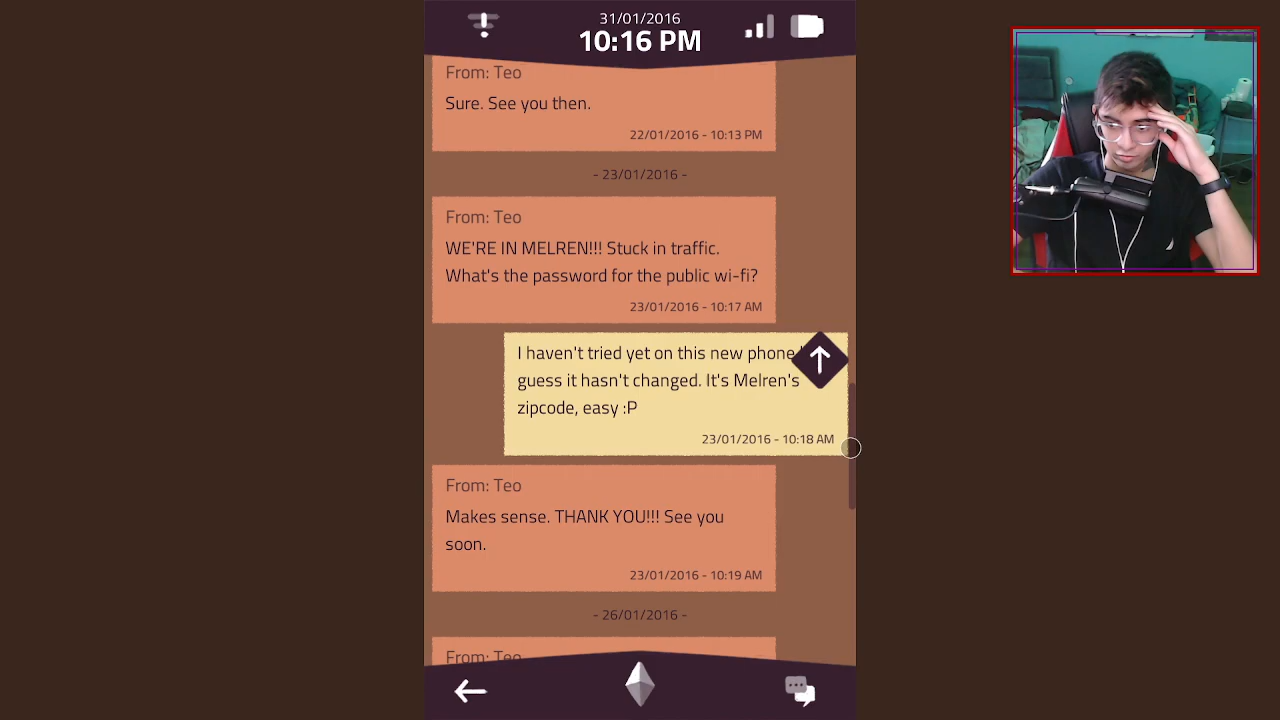 31/01/2016
10:16 PM
From: Teo
Sure. See you then.
22/01/2016 - 10:13 PM
- 23/01/2016 -
From: Teo
WE'RE IN MELREN!!! Stuck in traffic.
What's the password for the public wi-fi?
23/01/2016 - 10:17 AM
I haven't tried yet on this new phone
guess it hasn't changed. It's Melren's
zipcode, easy :P
23/01/2016 - 10:18 AM
From: Teo
Makes sense. THANK YOU!!! See you
soon.
23/01/2016 - 10:19 AM
- 26/01/2016 -
From: Teo